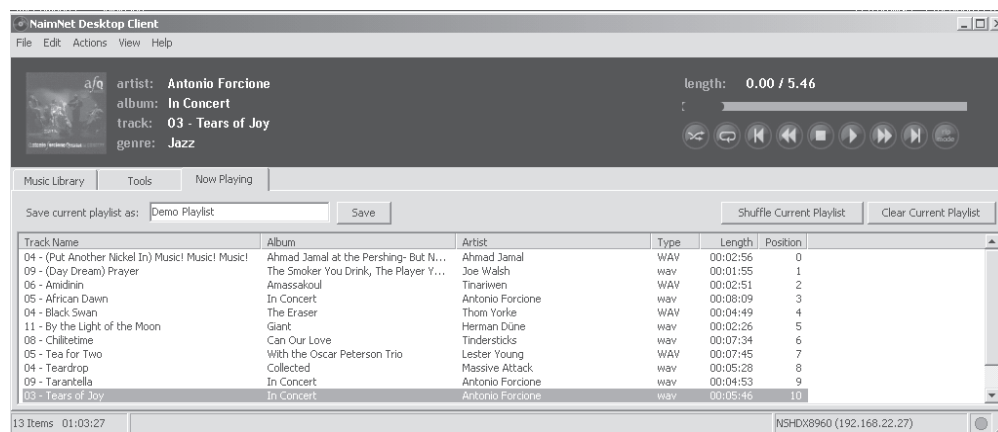 NaimNet Desktop Client
File Edit Actions View Help
afq
artist: Antonio Forcione
album: In Concert
track: 03 - Tears of Joy
genre: Jazz
length: 0.00 / 5.46
Music Library Tools Now Playing
Save current playlist as: Demo Playlist Save Shuffle Current Playlist Clear Current Playlist
Track Name Album Artist Type Length Position
04 - (Put Another Nickel In) Music! Music! Music! Ahmad Jamal at the Pershing- But N... Ahmad Jamal WAV 00:02:56 0
09 - (Day Dream) Prayer The Smoker You Drink, The Player Y... Joe Walsh wav 00:01:55 1
06 - Amidinin Amassakoul Tinariwen WAV 00:02:51 2
05 - African Dawn In Concert Antonio Forcione wav 00:08:09 3
04 - Black Swan The Eraser Thom Yorke WAV 00:04:49 4
11 - By the Light of the Moon Giant Herman Düne wav 00:02:26 5
08 - Chilitetime Can Our Love Tindersticks wav 00:07:34 6
05 - Tea for Two With the Oscar Peterson Trio Lester Young WAV 00:07:45 7
04 - Teardrop Collected Massive Attack wav 00:05:28 8
09 - Tarantella In Concert Antonio Forcione wav 00:04:53 9
03 - Tears of Joy In Concert Antonio Forcione wav 00:05:46 10
13 Items 01:03:27 NSHDX8960 (192.168.22.27)